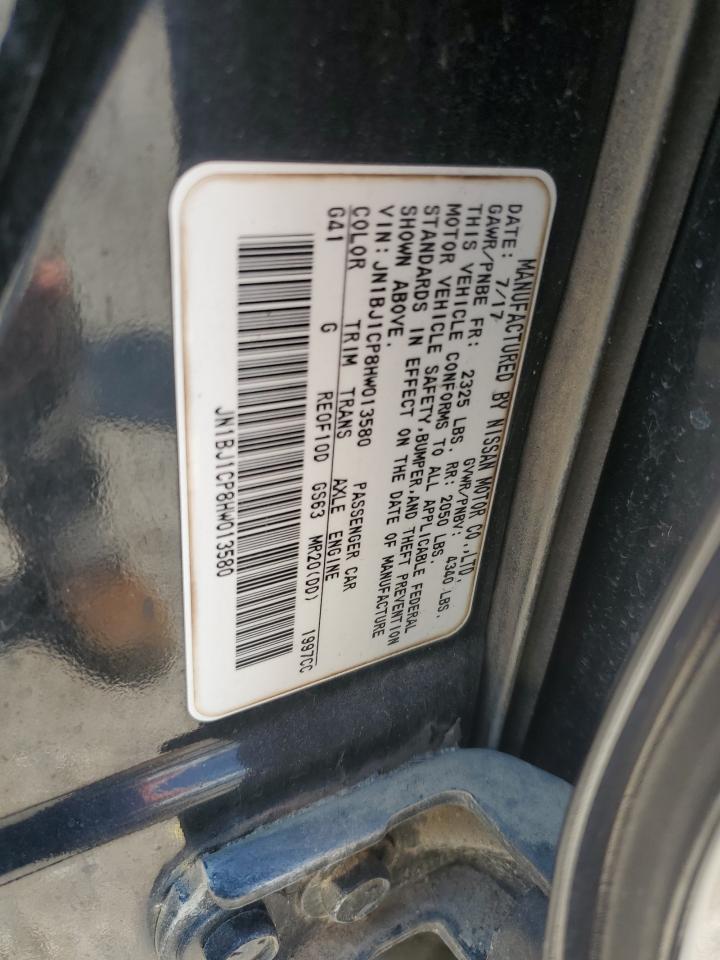 MANUFACTURED BY NISSAN MOTOR CO.,LTD.
DATE: 7/17 GVWR/PNBV: 4340 LBS.
GAWR/PNBE FR: 2325 LBS. RR: 2050 LBS.
THIS VEHICLE CONFORMS TO ALL APPLICABLE FEDERAL
MOTOR VEHICLE SAFETY,BUMPER,AND THEFT PREVENTION
STANDARDS IN EFFECT ON THE DATE OF MANUFACTURE
SHOWN ABOVE.
VIN: JN1BJ1CP8HW013580 PASSENGER CAR
COLOR TRIM TRANS AXLE ENGINE
G41 G RE0F10D GS63 MR20(DD) 1997CC
JN1BJ1CP8HW013580